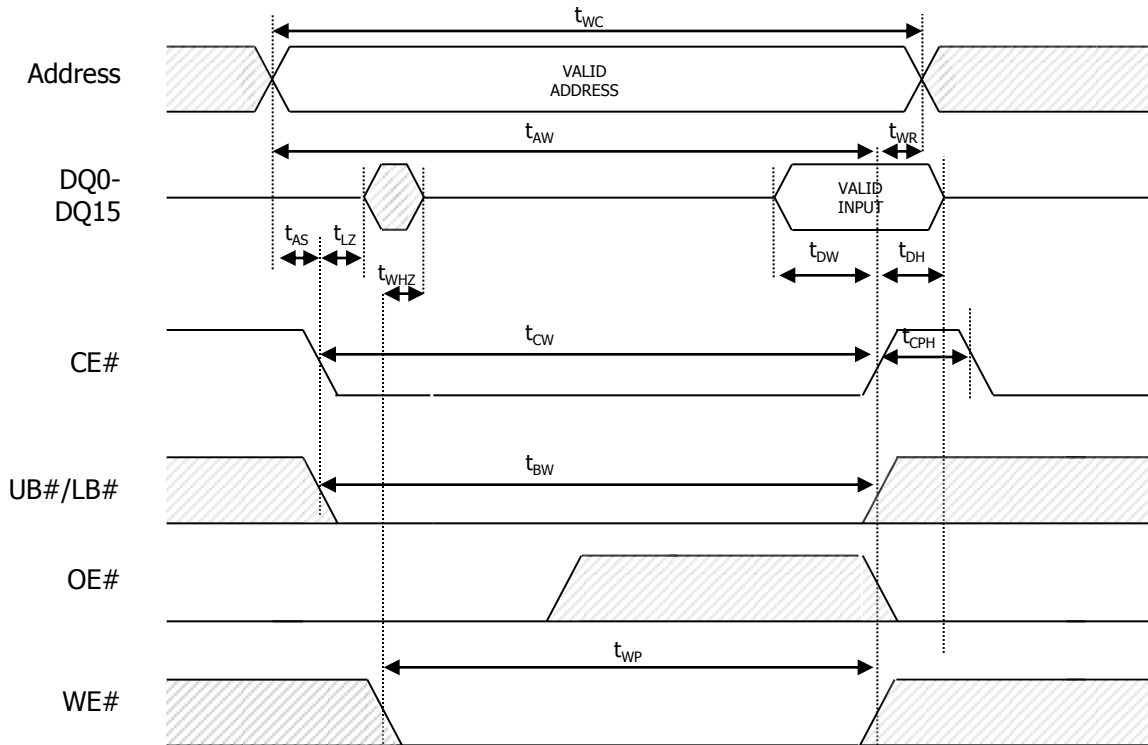 tWC
Address
VALID
ADDRESS
tAW
tWR
DQ0-
DQ15
VALID
INPUT
tAS
tLZ
tDW
tDH
tWHZ
CE#
tCW
tCPH
UB#/LB#
tBW
OE#
WE#
tWP